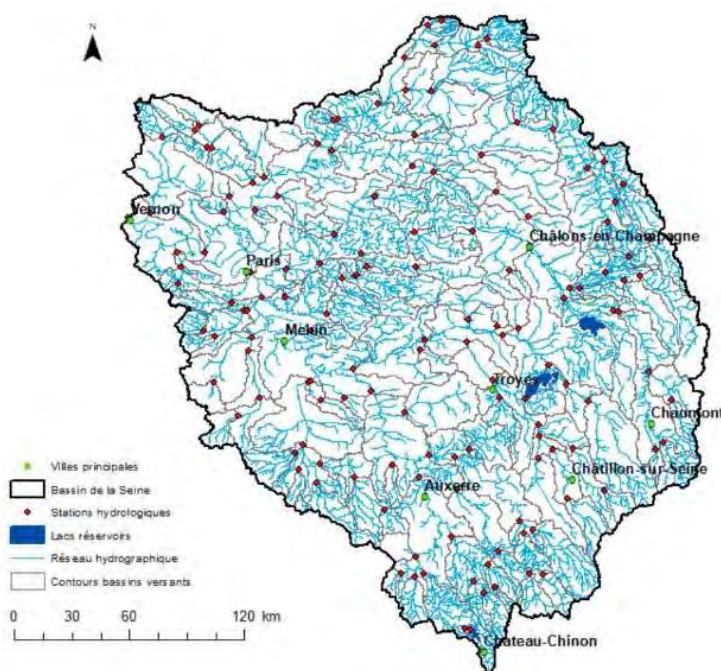 N
Vernon
Châlons-en-Champagne
Paris
Melun
Troyes
Chaumont
Châtillon-sur-Seine
Auxerre
Château-Chinon
Villes principales
Bassin de la Seine
Stations hydrologiques
Lacs réservoirs
Réseau hydrographique
Contours bassins versants
0 30 60 120 km